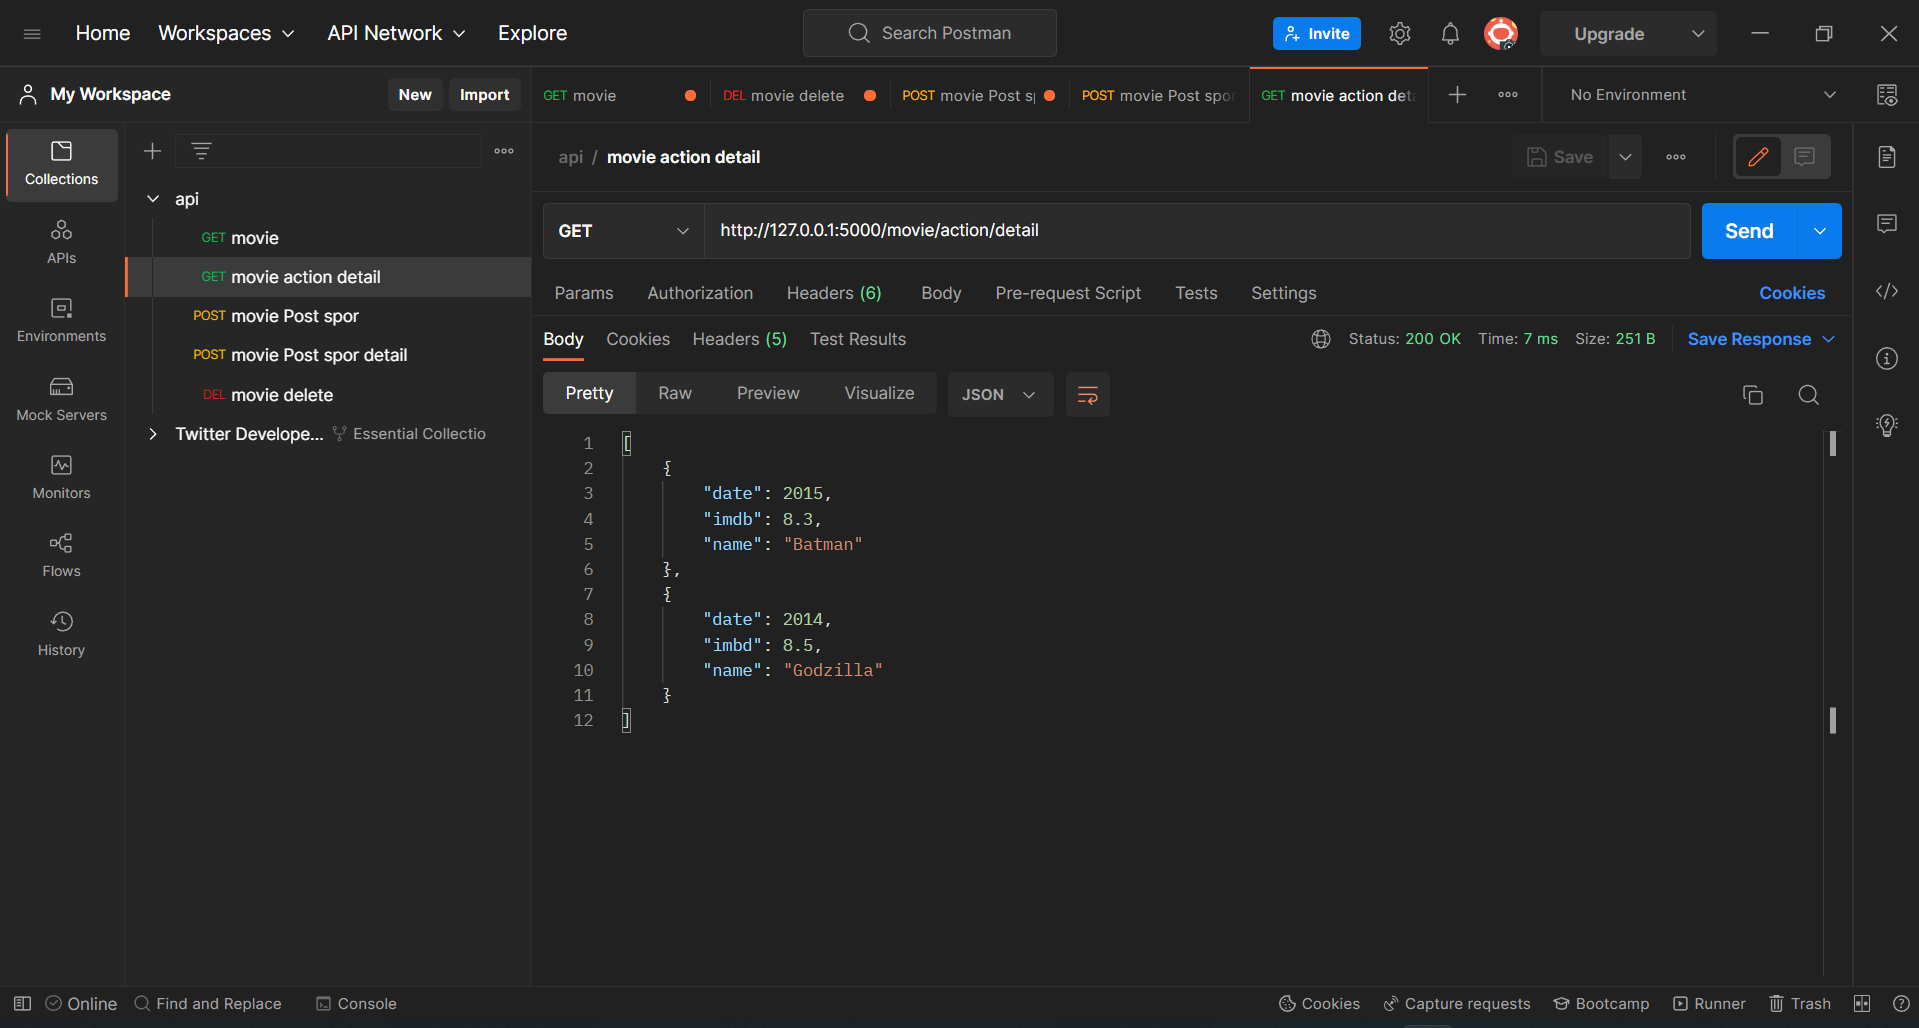 Home Workspaces API Network Explore Search Postman Invite Upgrade
My Workspace New Import
GET movie DEL movie delete POST movie Post s POST movie Post spor GET movie action det No Environment
Collections
APIs
Environments
Mock Servers
Monitors
Flows
History
api
GET movie
GET movie action detail
POST movie Post spor
POST movie Post spor detail
DEL movie delete
Twitter Develope... Essential Collectio
api / movie action detail Save
GET http://127.0.0.1:5000/movie/action/detail Send
Params Authorization Headers (6) Body Pre-request Script Tests Settings Cookies
Body Cookies Headers (5) Test Results Status: 200 OK Time: 7 ms Size: 251 B Save Response
Pretty Raw Preview Visualize JSON
1 [
2 {
3 "date": 2015,
4 "imdb": 8.3,
5 "name": "Batman"
6 },
7 {
8 "date": 2014,
9 "imbd": 8.5,
10 "name": "Godzilla"
11 }
12 ]
Online Find and Replace Console Cookies Capture requests Bootcamp Runner Trash